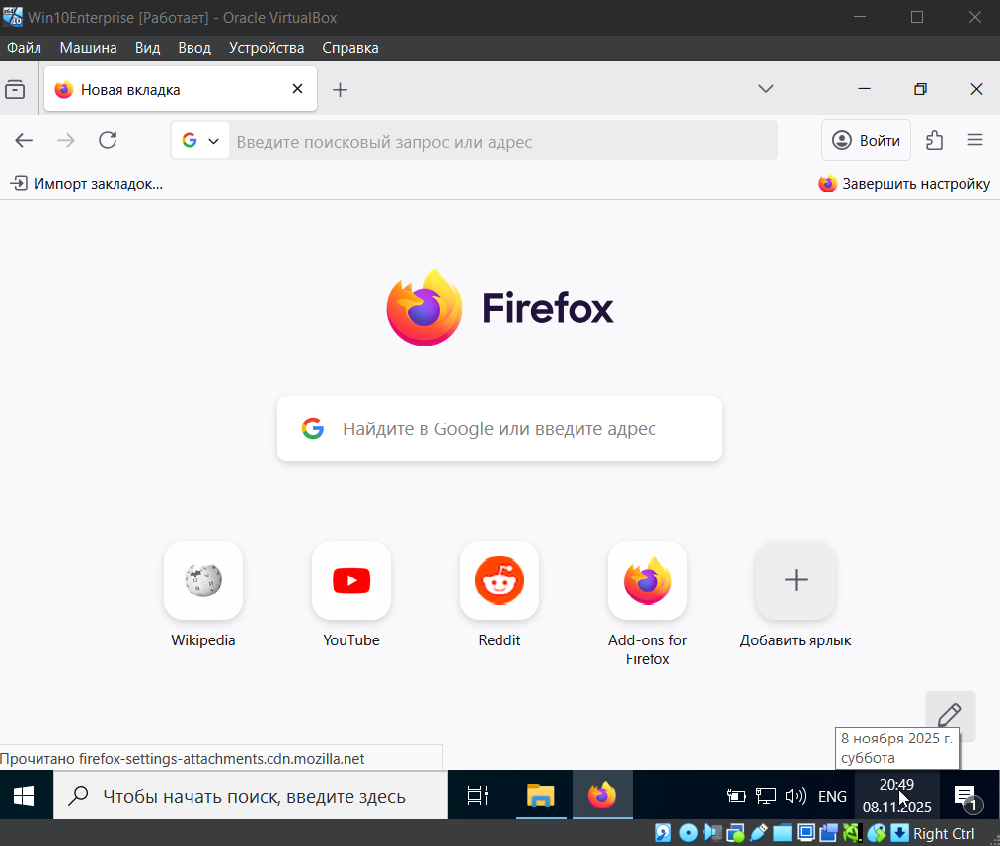 Win10Enterprise [Работает] - Oracle VirtualBox
Файл Машина Вид Ввод Устройства Справка
Новая вкладка
Введите поисковый запрос или адрес
Войти
Импорт закладок...
Завершить настройку
Firefox
Найдите в Google или введите адрес
Wikipedia
YouTube
Reddit
Add-ons for
Firefox
Добавить ярлык
8 ноября 2025 г.
суббота
Прочитано firefox-settings-attachments.cdn.mozilla.net
Чтобы начать поиск, введите здесь
ENG
20:49
08.11.2025
1
Right Ctrl